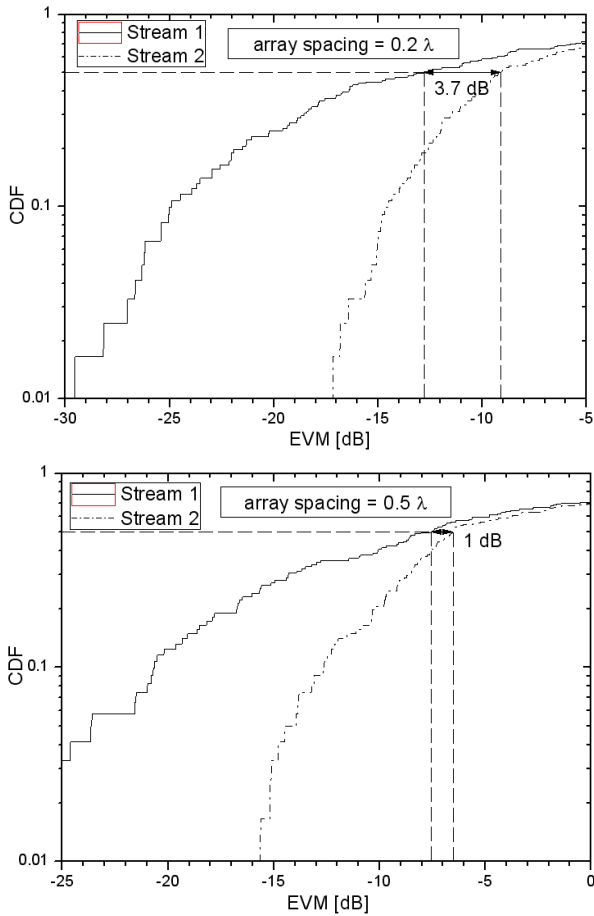 Stream 1
Stream 2
array spacing = 0.2 λ
3.7 dB
CDF
1
0.1
0.01
-30
-25
-20
-15
-10
-5
EVM [dB]
Stream 1
Stream 2
array spacing = 0.5 λ
1 dB
CDF
1
0.1
0.01
-25
-20
-15
-10
-5
0
EVM [dB]